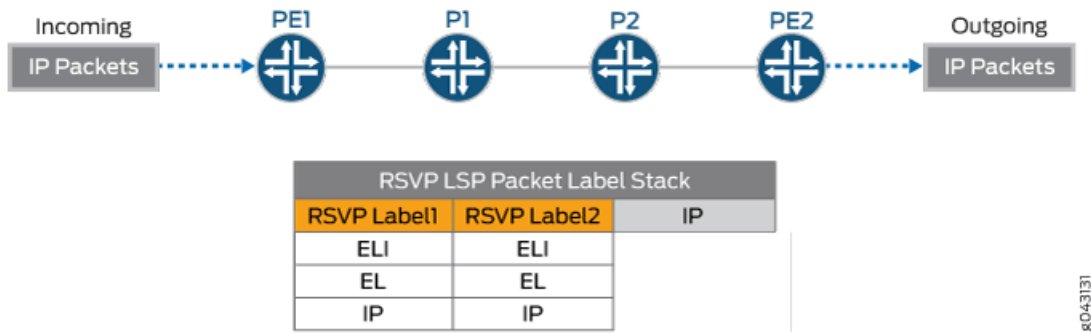 Incoming
IP Packets
PE1
P1
P2
PE2
Outgoing
IP Packets
RSVP LSP Packet Label Stack
RSVP Label1 RSVP Label2 IP
ELI ELI
EL EL
IP IP
g043131